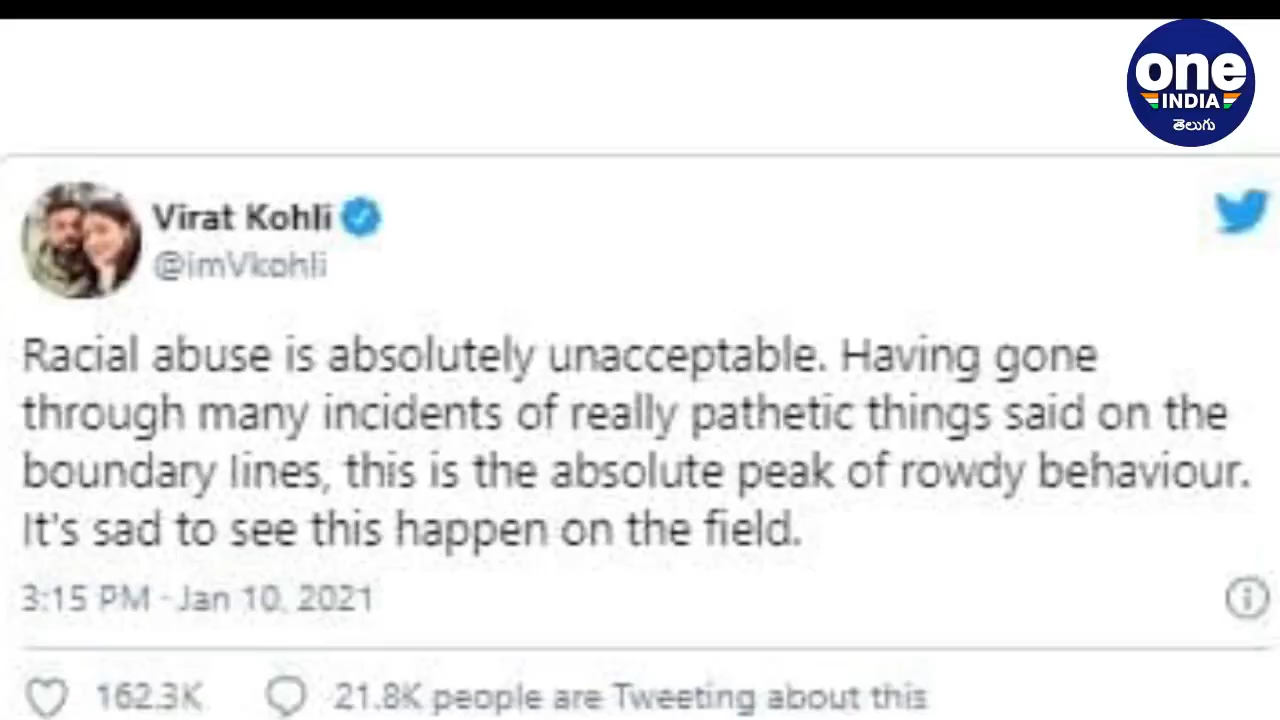 one
INDIA
తెలుగు
Virat Kohli
@imVkohli
Racial abuse is absolutely unacceptable. Having gone
through many incidents of really pathetic things said on the
boundary lines, this is the absolute peak of rowdy behaviour.
It's sad to see this happen on the field.
3:15 PM · Jan 10, 2021
162.3K 21.8K people are Tweeting about this